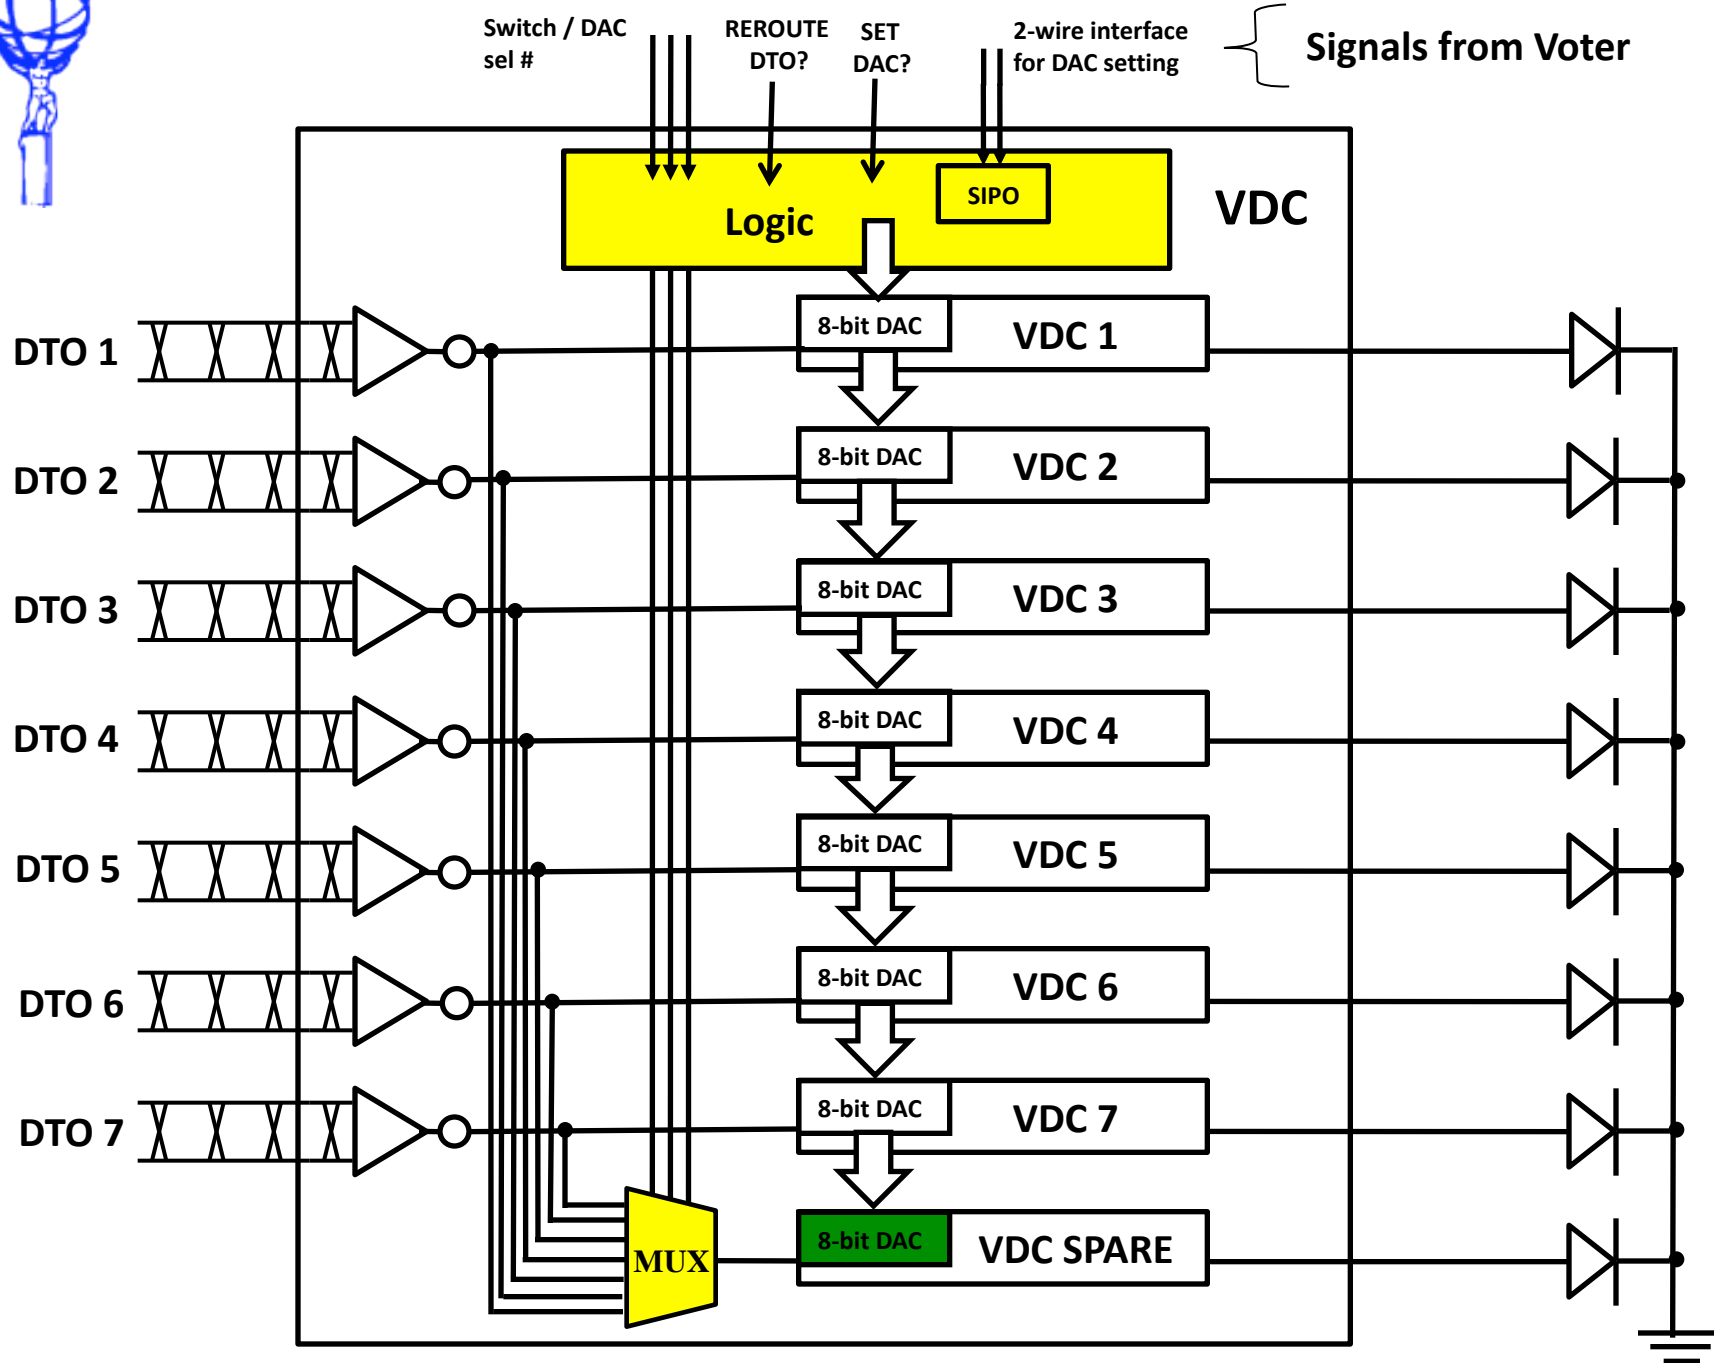 Switch / DAC
sel #
REROUTE
DTO?
SET
DAC?
2-wire interface
for DAC setting
Signals from Voter
SIPO
Logic
VDC
DTO 1
8-bit DAC
VDC 1
DTO 2
8-bit DAC
VDC 2
DTO 3
8-bit DAC
VDC 3
DTO 4
8-bit DAC
VDC 4
DTO 5
8-bit DAC
VDC 5
DTO 6
8-bit DAC
VDC 6
DTO 7
8-bit DAC
VDC 7
MUX
8-bit DAC
VDC SPARE